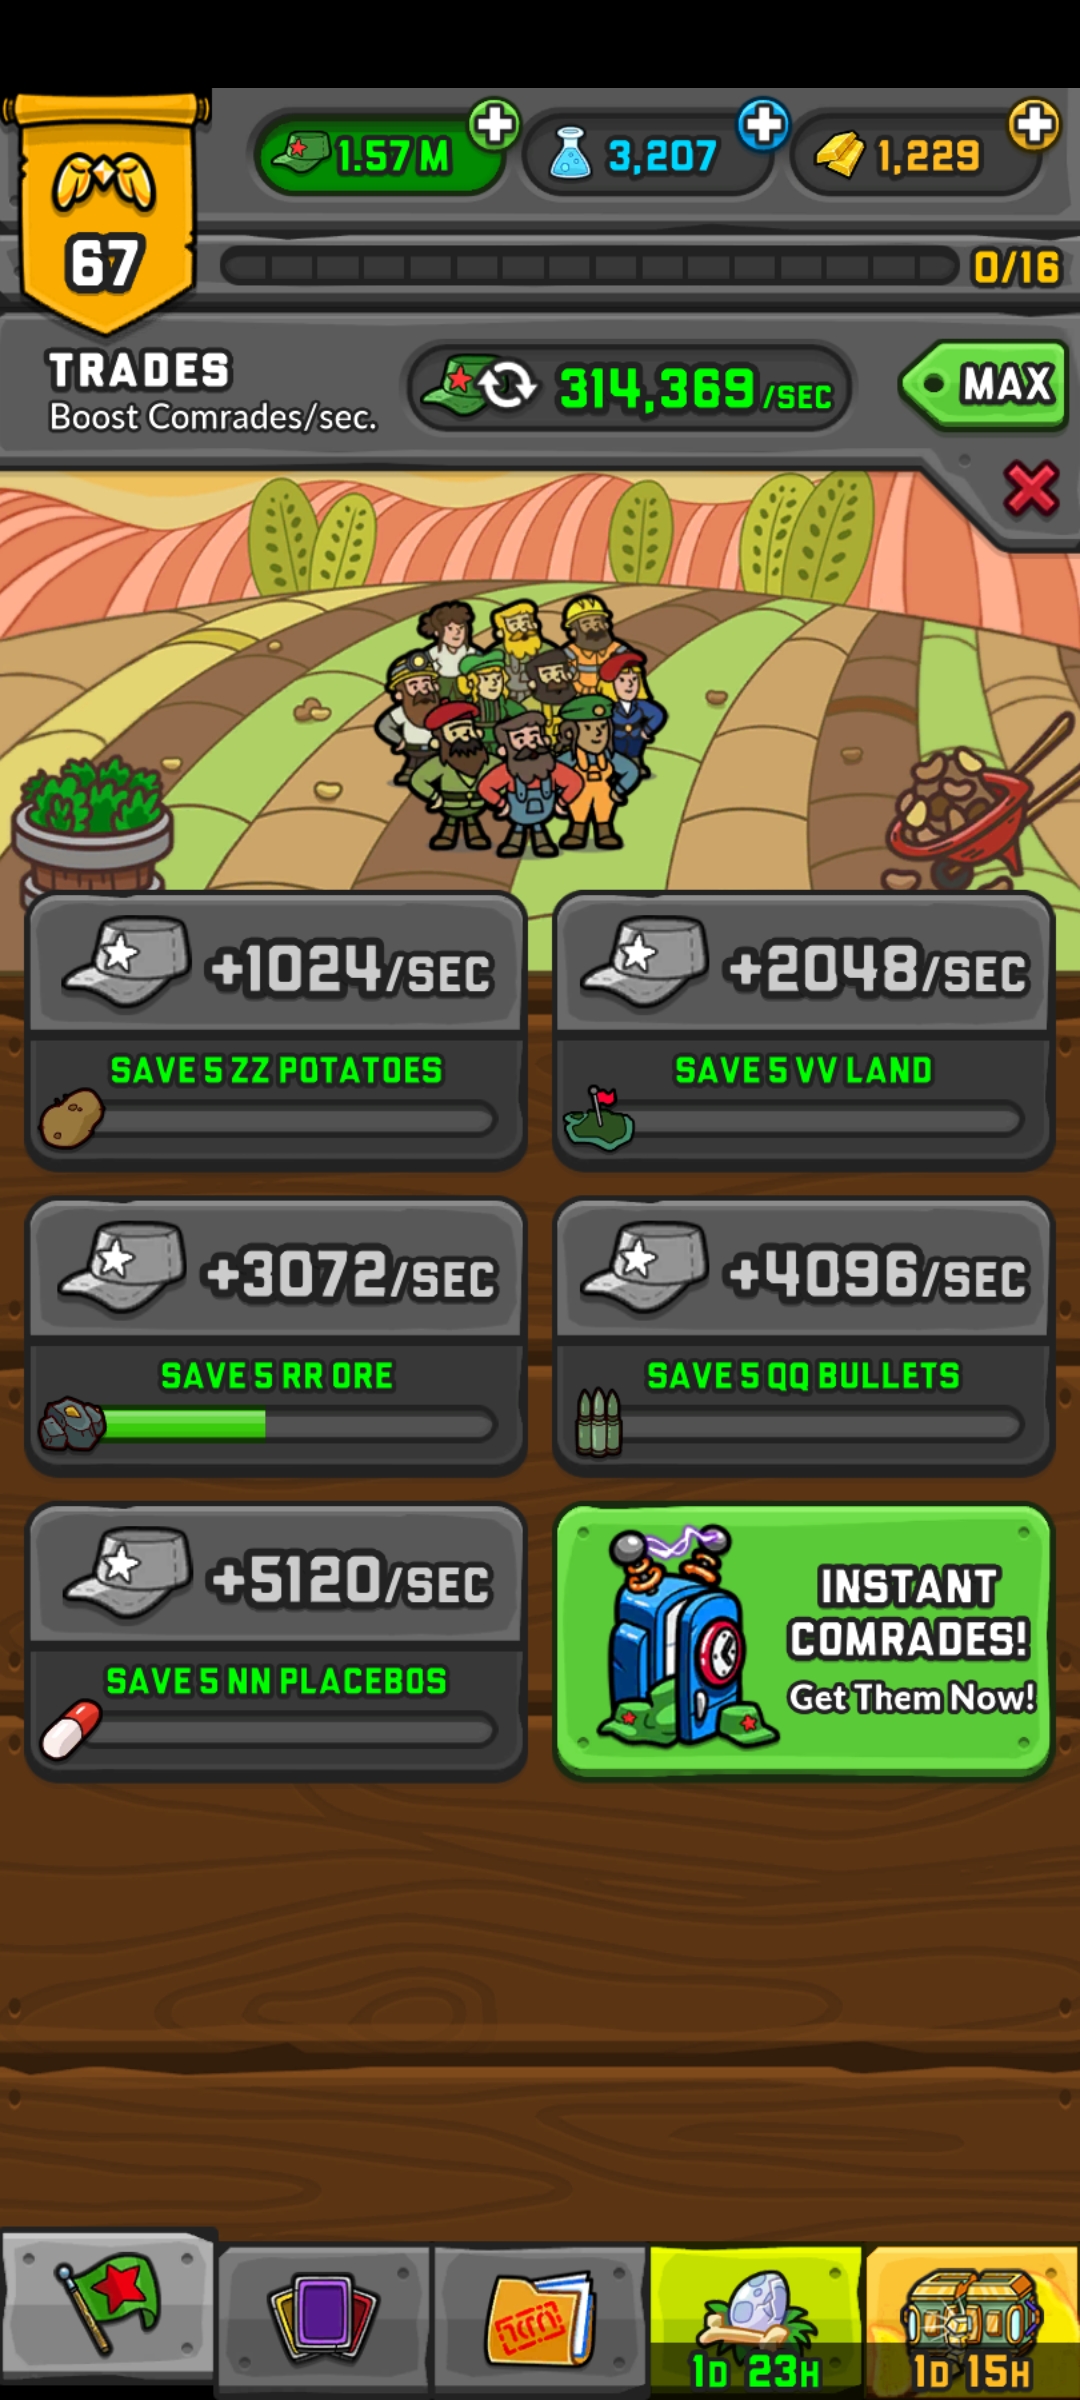 1.57M
3,207
1,229
67
0/16
TRADES
Boost Comrades/sec.
314,369/SEC
MAX
+1024/SEC
SAVE 5 ZZ POTATOES
+2048/SEC
SAVE 5 VV LAND
+3072/SEC
SAVE 5 RR ORE
+4096/SEC
SAVE 5 QQ BULLETS
+5120/SEC
SAVE 5 NN PLACEBOS
INSTANT
COMRADES!
Get Them Now!
1D 23H
1D 15H